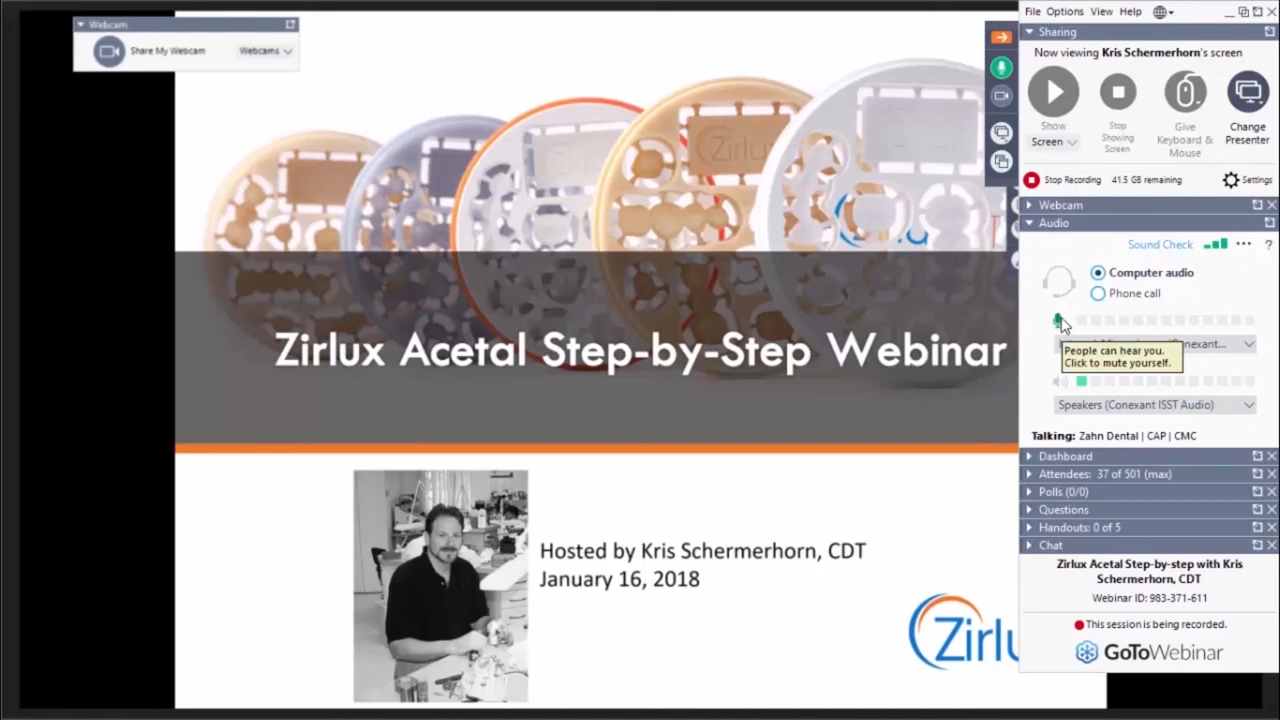 Webcam
Share My Webcam
Webcams
Zirlux
Zirlux Acetal Step-by-Step Webinar
Hosted by Kris Schermerhorn, CDT
January 16, 2018
File Options View Help
Sharing
Now viewing Kris Schermerhorn's screen
Show
Screen
Stop
Showing
Screen
Give
Keyboard &
Mouse
Change
Presenter
Stop Recording 41.5 GB remaining
Settings
Webcam
Audio
Sound Check
?
Computer audio
Phone call
People can hear you.
Click to mute yourself.
Speakers (Conexant ISST Audio)
Talking: Zahn Dental | CAP | CMC
Dashboard
Attendees: 37 of 501 (max)
Polls (0/0)
Questions
Handouts: 0 of 5
Chat
Zirlux Acetal Step-by-step with Kris
Schermerhorn, CDT
Webinar ID: 983-371-611
This session is being recorded.
GoToWebinar